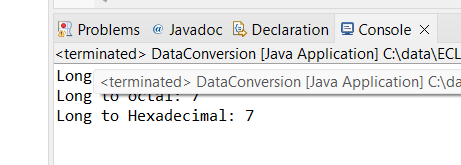 Problems @ Javadoc Declaration Console
<terminated> DataConversion [Java Application] C:\data\ECL
Long
<terminated> DataConversion [Java Application] C:\da
Long to octal: 7
Long to Hexadecimal: 7